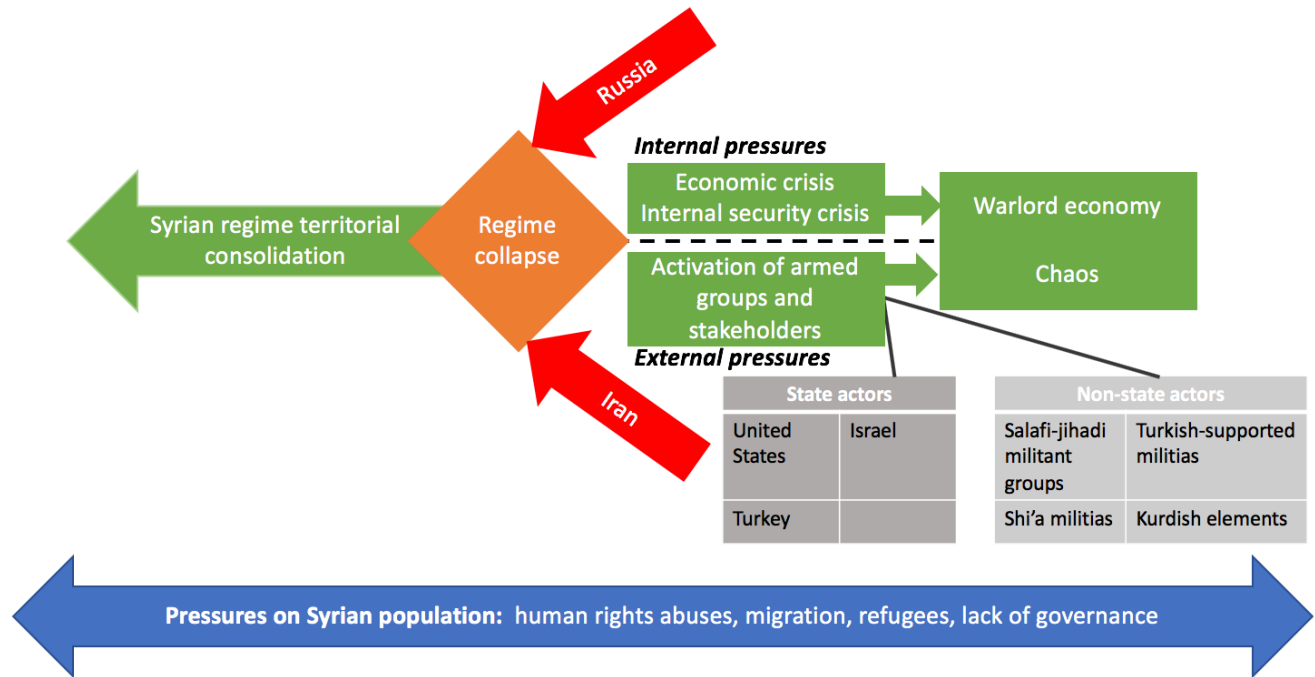 Russia
Internal pressures
Economic crisis
Internal security crisis
Warlord economy
Syrian regime territorial
consolidation
Regime
collapse
Activation of armed
groups and
stakeholders
Chaos
External pressures
Iran
State actors
United
States
Israel
Turkey
Non-state actors
Salafi-jihadi
militant
groups
Turkish-supported
militias
Shi’a militias
Kurdish elements
Pressures on Syrian population: human rights abuses, migration, refugees, lack of governance